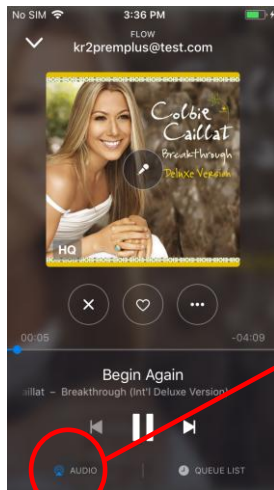 No SIM 3:36 PM
FLOW
kr2premplus@test.com
Colbie
Caillat
Breakthrough
Deluxe Version
HQ
00:05 -04:09
Begin Again
aillat – Breakthrough (Int'l Deluxe Version)
AUDIO QUEUE LIST